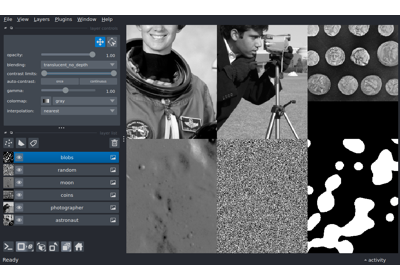 File View Layers Plugins Window Help
opacity: 1.00
blending: translucent_no_depth
contrast limits:
auto-contrast: once continuous
gamma: 1.00
colormap: gray
interpolation: nearest
blobs
random
moon
coins
photographer
astronaut
Ready
activity